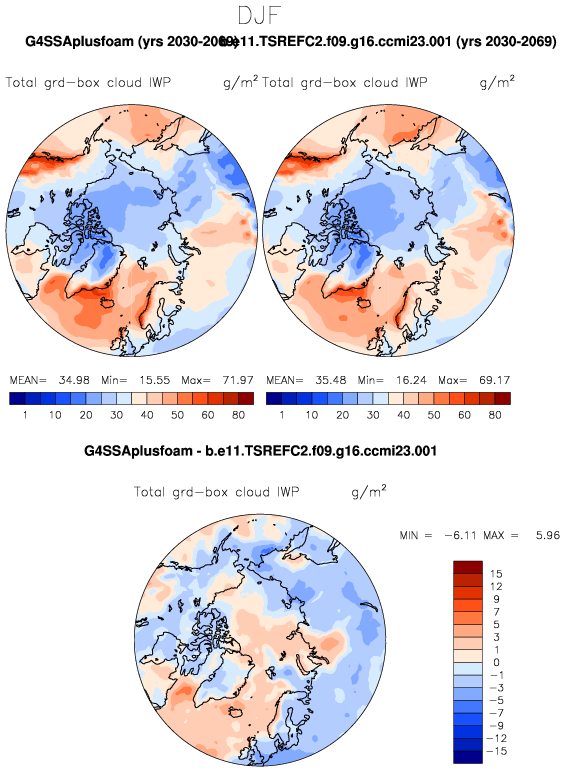 DJF
G4SSAplusfoam (yrs 2030-2069) b.e11.TSREFC2.f09.g16.ccmi23.001 (yrs 2030-2069)
Total grd-box cloud IWP g/m² Total grd-box cloud IWP g/m²
MEAN= 34.98 Min= 15.55 Max= 71.97 MEAN= 35.48 Min= 16.24 Max= 69.17
1 10 20 30 40 50 60 80 1 10 20 30 40 50 60 80
G4SSAplusfoam - b.e11.TSREFC2.f09.g16.ccmi23.001
Total grd-box cloud IWP g/m²
MIN = -6.11 MAX = 5.96
15
12
9
7
5
3
1
0
-1
-3
-5
-7
-9
-12
-15